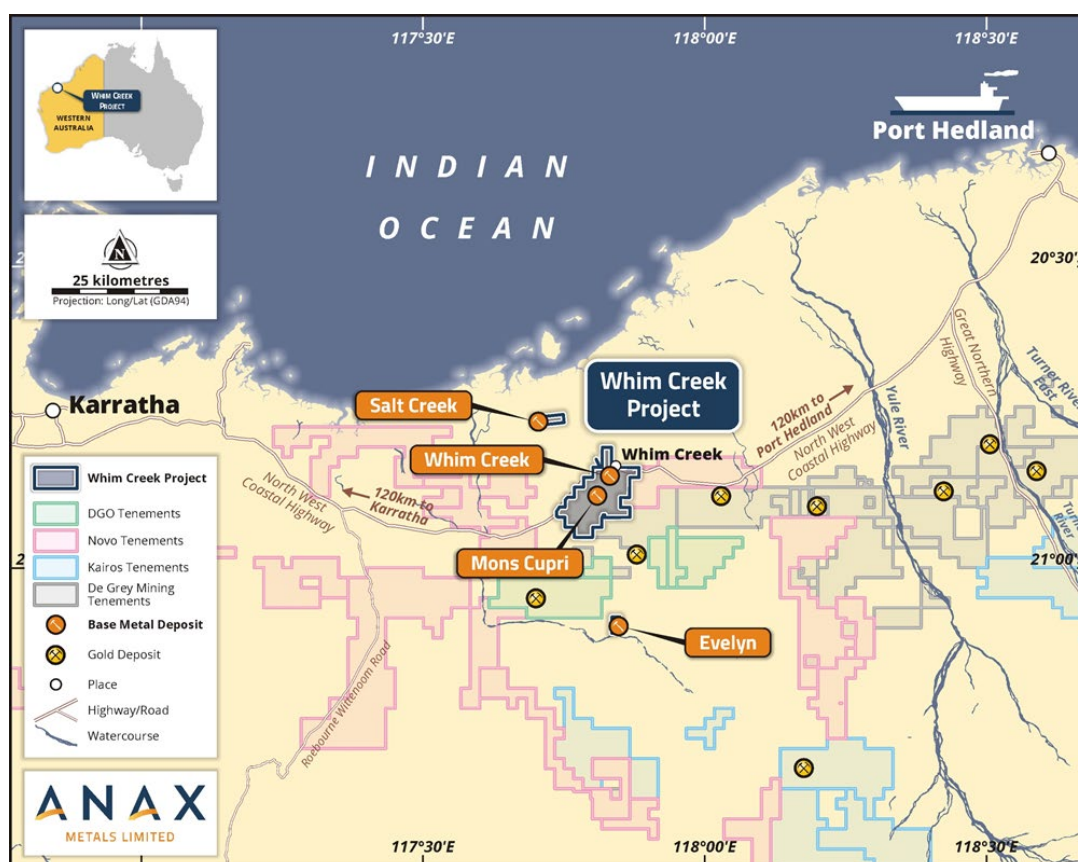 117°30'E
118°00'E
118°30'E
WHIM CREEK
PROJECT
WESTERN
AUSTRALIA
N
25 kilometres
Projection: Long/Lat (GDA94)
INDIAN
OCEAN
Port Hedland
20°30'
Great Northern
Highway
Turner River
East
Karratha
Salt Creek
Whim Creek
Project
120km to
Port Hedland
North West
Coastal Highway
Yule River
Whim Creek
Whim Creek
North West
Coastal Highway
120km to
Karratha
Mons Cupri
Turn
2
21°00'
Evelyn
Roebourne Wittenoom Road
Whim Creek Project
DGO Tenements
Novo Tenements
Kairos Tenements
De Grey Mining
Tenements
Base Metal Deposit
Gold Deposit
Place
Highway/Road
Watercourse
ANAX
METALS LIMITED
117°30'E
118°00'E
118°30'E